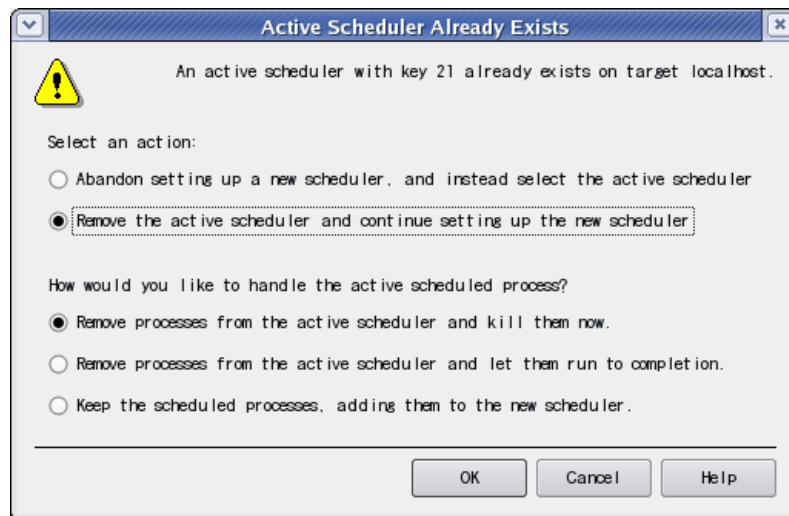 Active Scheduler Already Exists
An active scheduler with key 21 already exists on target localhost.
Select an action:
Abandon setting up a new scheduler, and instead select the active scheduler
Remove the active scheduler and continue setting up the new scheduler
How would you like to handle the active scheduled process?
Remove processes from the active scheduler and kill them now.
Remove processes from the active scheduler and let them run to completion.
Keep the scheduled processes, adding them to the new scheduler.
OK Cancel Help